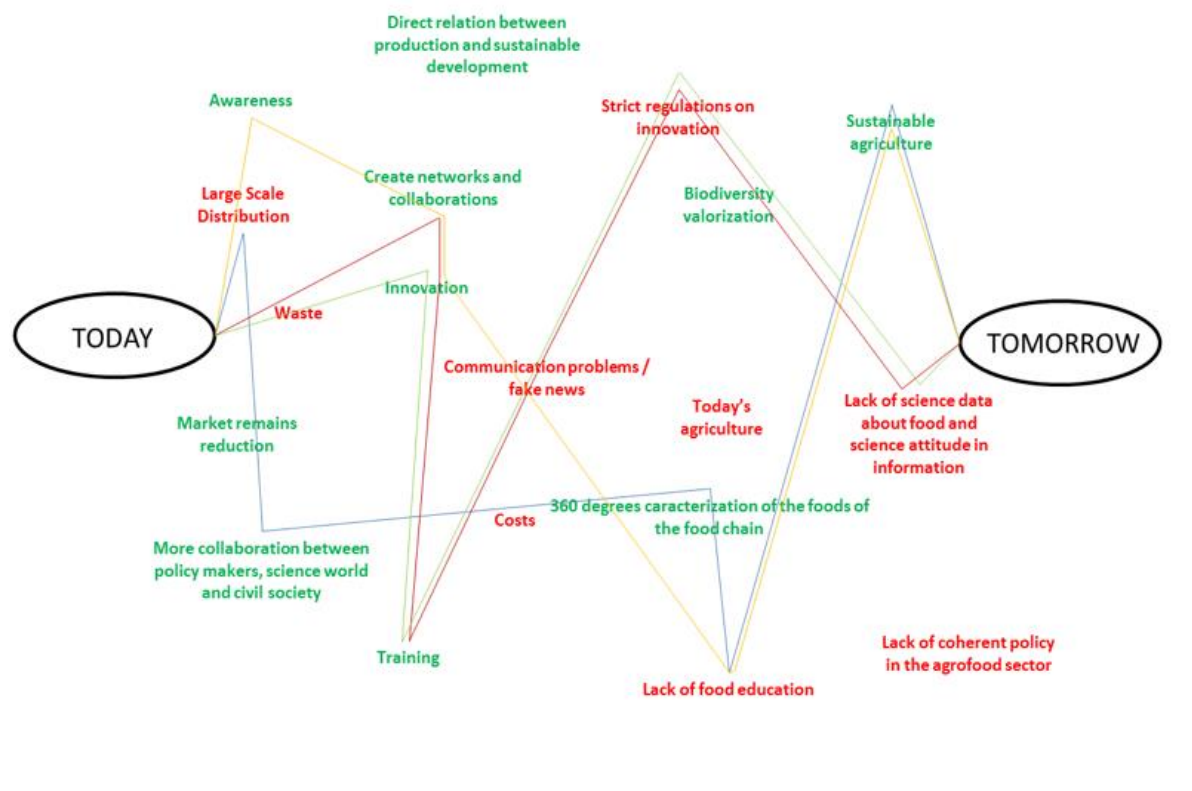 Direct relation between
production and sustainable
development
Awareness
Strict regulations on
innovation
Sustainable
agriculture
Create networks and
collaborations
Large Scale
Distribution
Biodiversity
valorization
Innovation
Waste
TODAY
TOMORROW
Communication problems /
fake news
Today's
agriculture
Lack of science data
about food and
science attitude in
information
Market remains
reduction
360 degrees caracterization of the foods of
the food chain
Costs
More collaboration between
policy makers, science world
and civil society
Training
Lack of coherent policy
in the agrofood sector
Lack of food education